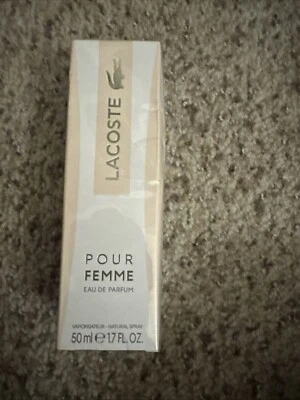 LACOSTE
POUR
FEMME
EAU DE PARFUM
VAPORISATEUR - NATURAL SPRAY
50 ml e 1.7 FL. OZ.